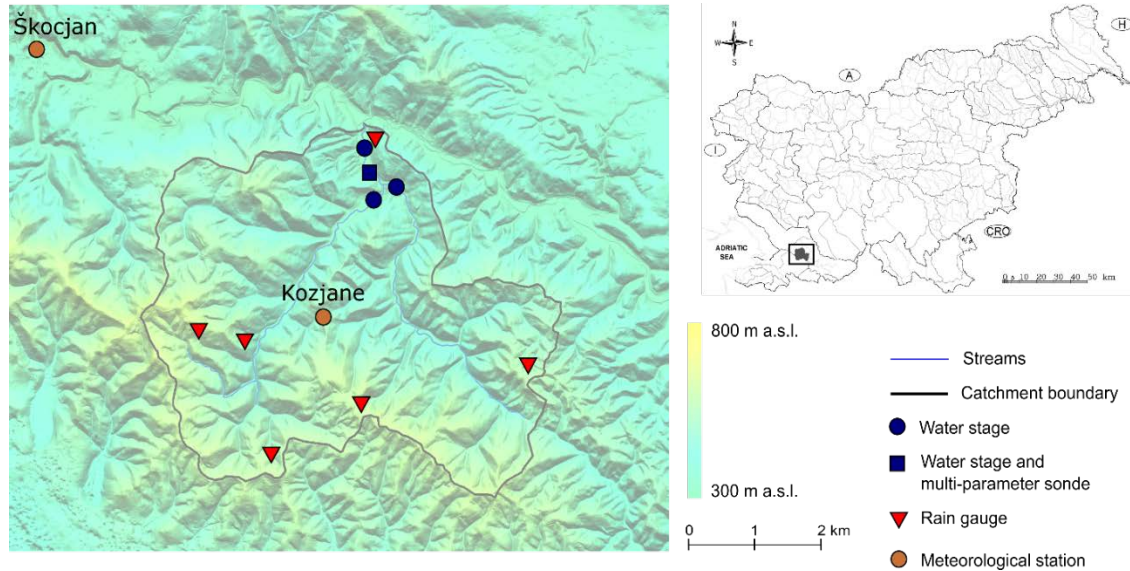 Škocjan
Kozjane
N
W E
S
A
H
I
CRO
ADRIATIC
SEA
0 s 10 20 30 40 50 km
800 m a.s.l.
300 m a.s.l.
0 1 2 km
Streams
Catchment boundary
Water stage
Water stage and
multi-parameter sonde
Rain gauge
Meteorological station